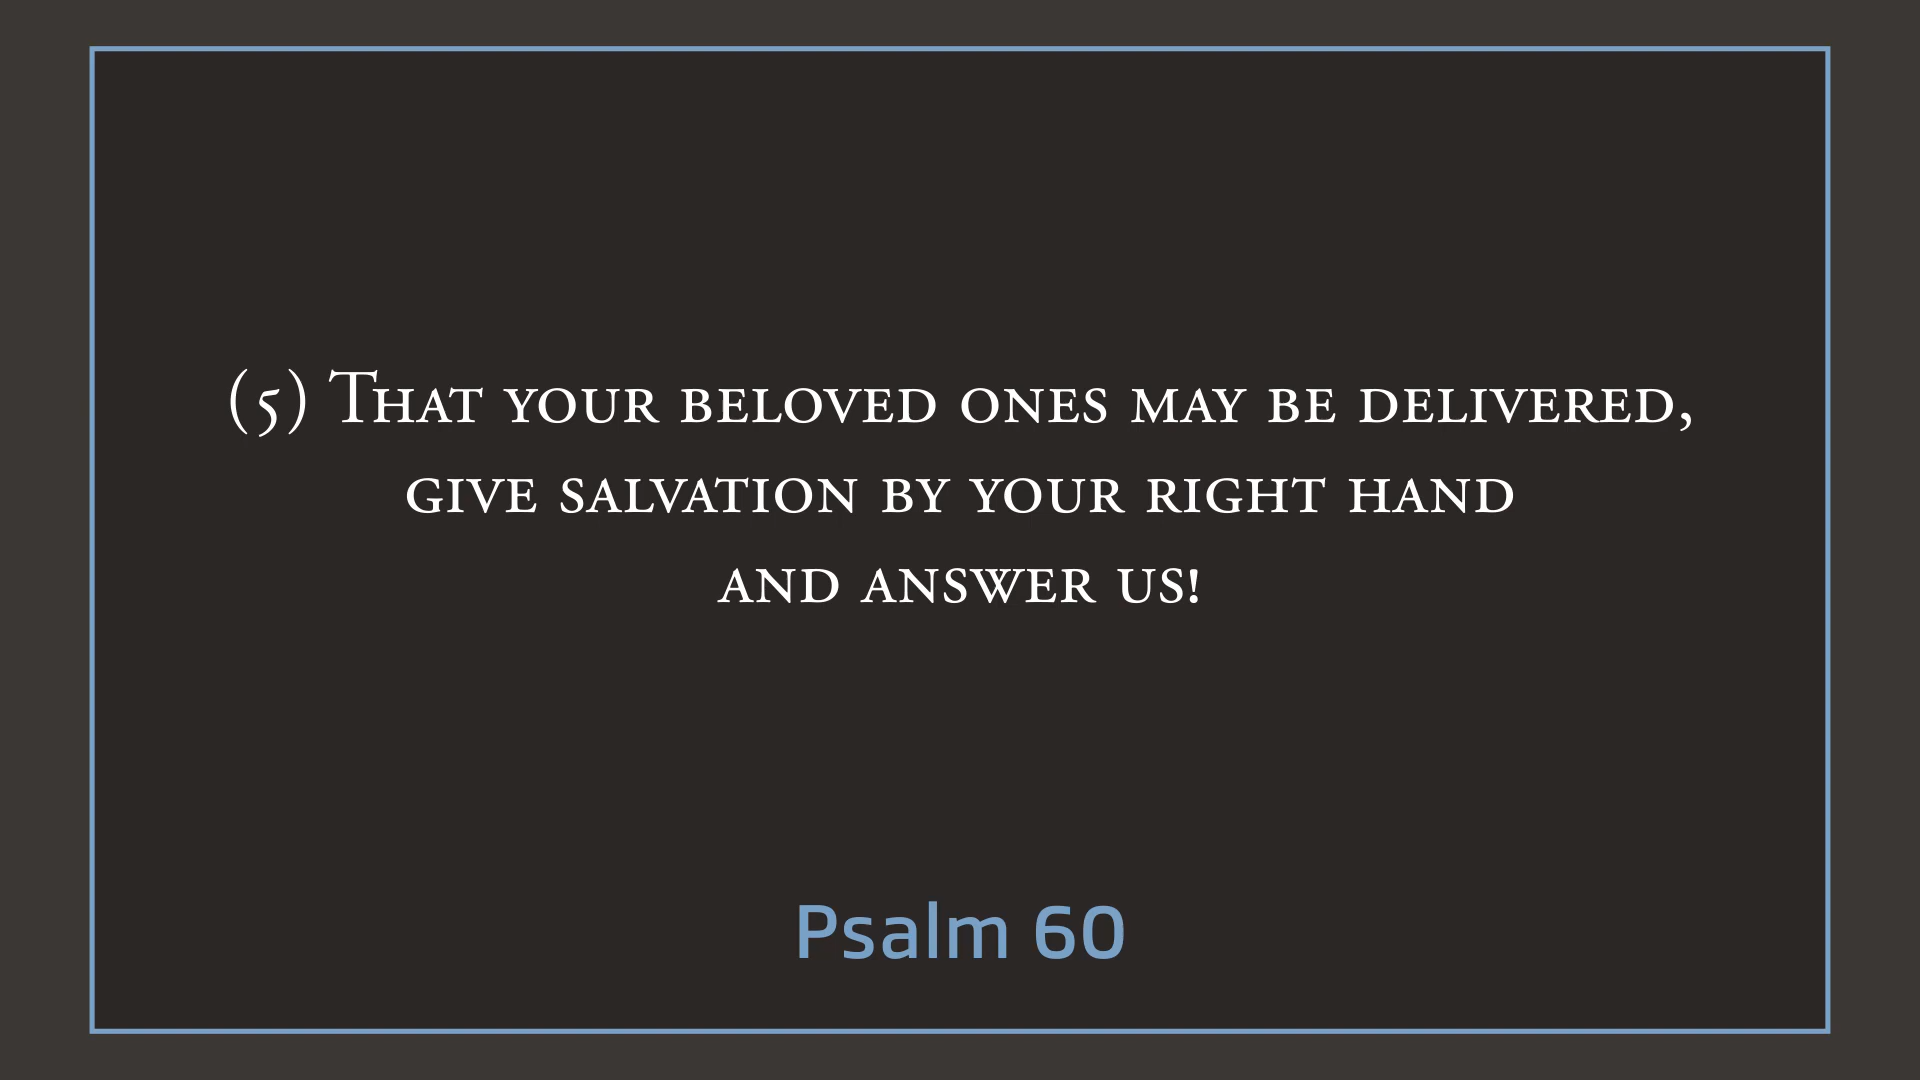 (5) That your beloved ones may be delivered,
give salvation by your right hand
and answer us!
Psalm 60